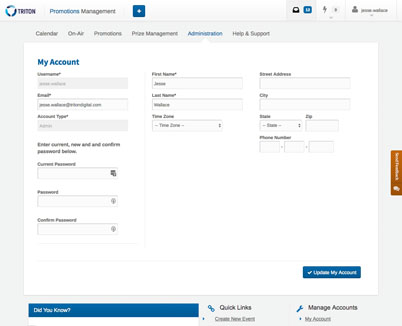 TRITON Promotions Management + 12 0 jesse.wallace
Calendar On-Air Promotions Prize Management Administration Help & Support
My Account
Username* First Name* Street Address
jesse.wallace Jesse
Email* Last Name* City
jesse.wallace@tritondigital.com Wallace
Account Type* Time Zone State Zip
Admin -- Time Zone -- -- State --
Phone Number
Enter current, new and and confirm
password below.
Current Password
Send Feedback
Password
Confirm Password
Update My Account
Did You Know? Quick Links Manage Accounts
Create New Event My Account